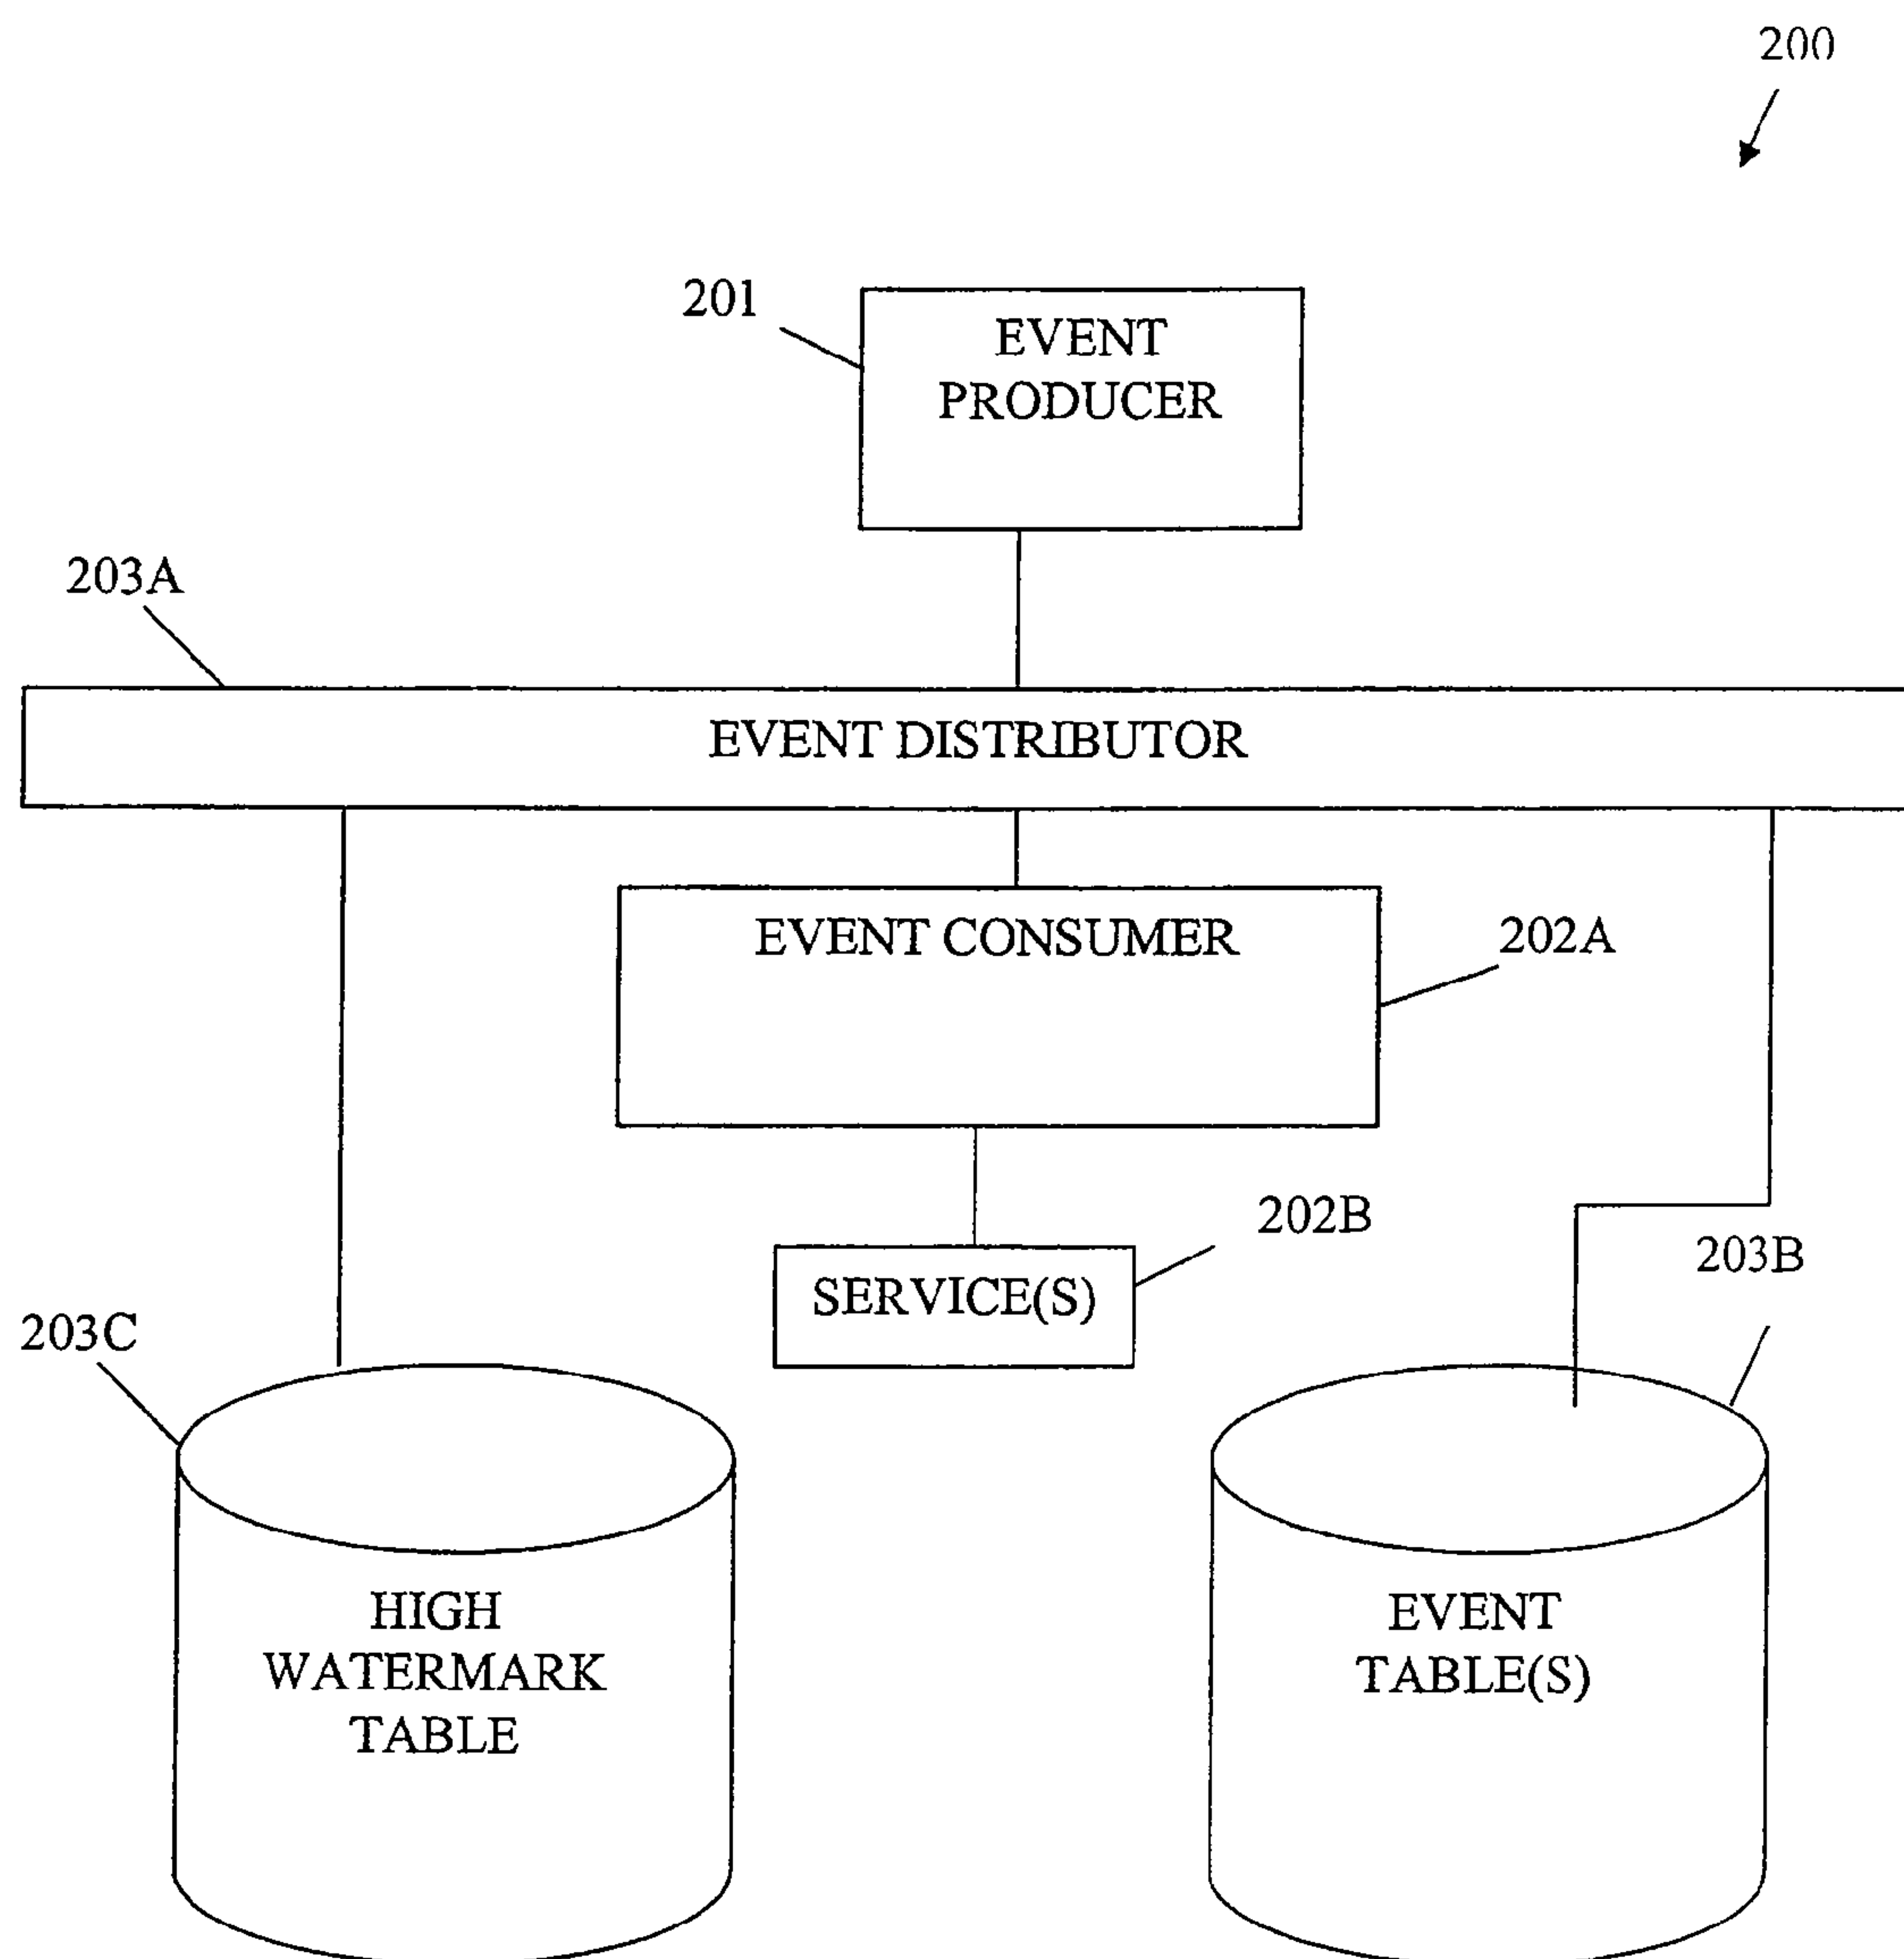 200
201
EVENT
PRODUCER
203A
EVENT DISTRIBUTOR
EVENT CONSUMER
202A
202B
SERVICE(S)
203B
203C
HIGH
WATERMARK
TABLE
EVENT
TABLE(S)